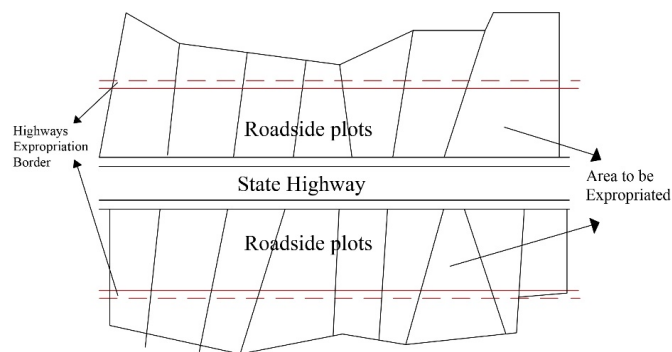 Roadside plots
Highways
Expropriation
Border
State Highway
Area to be
Expropriated
Roadside plots